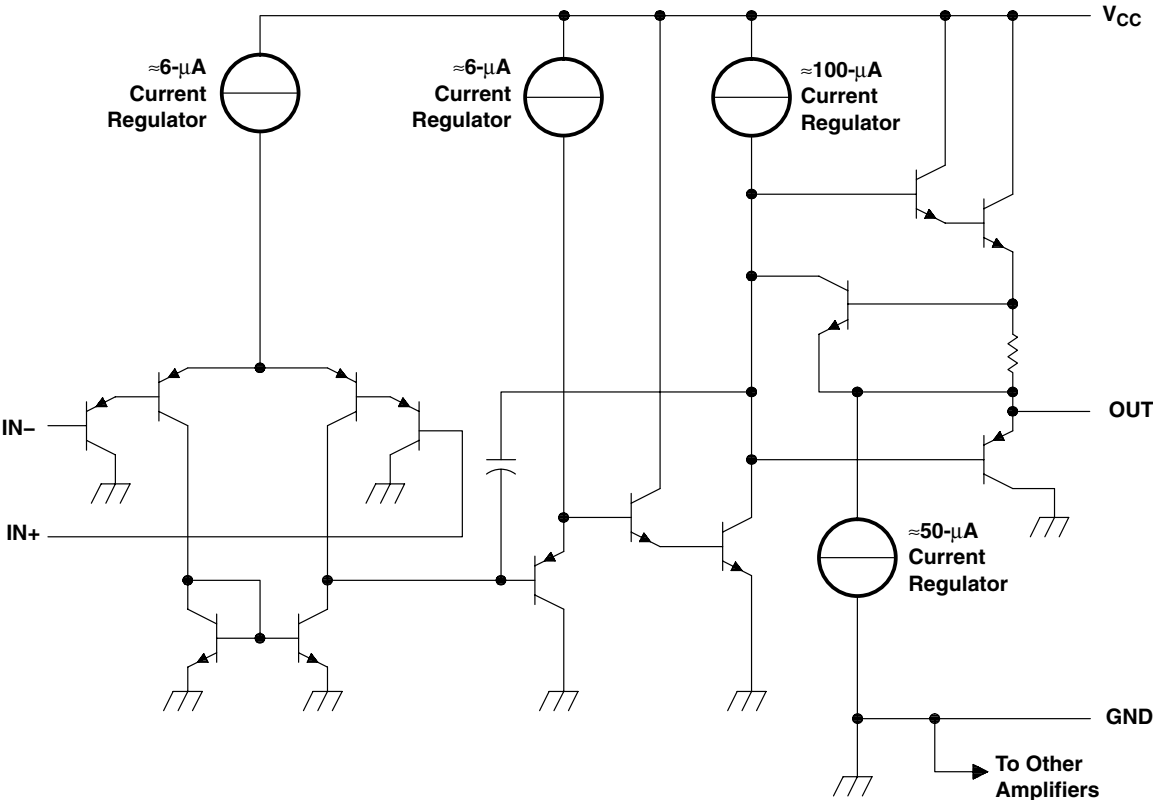 VCC
≈6-μA
Current
Regulator
≈6-μA
Current
Regulator
≈100-μA
Current
Regulator
IN−
OUT
IN+
≈50-μA
Current
Regulator
GND
To Other
Amplifiers